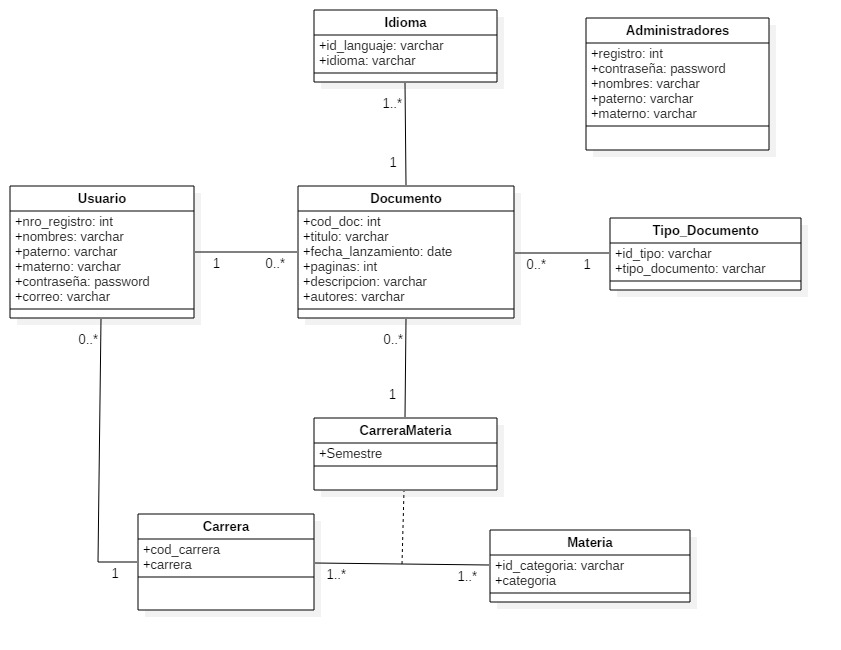 Idioma
+id_languaje: varchar
+idioma: varchar
Administradores
+registro: int
+contraseña: password
+nombres: varchar
+paterno: varchar
+materno: varchar
1..*
1
Usuario
+nro_registro: int
+nombres: varchar
+paterno: varchar
+materno: varchar
+contraseña: password
+correo: varchar
1
0..*
Documento
+cod_doc: int
+titulo: varchar
+fecha_lanzamiento: date
+paginas: int
+descripcion: varchar
+autores: varchar
0..*
1
Tipo_Documento
+id_tipo: varchar
+tipo_documento: varchar
0..*
0..*
1
CarreraMateria
+Semestre
Carrera
+cod_carrera
+carrera
1
1..*
1..*
Materia
+id_categoria: varchar
+categoria